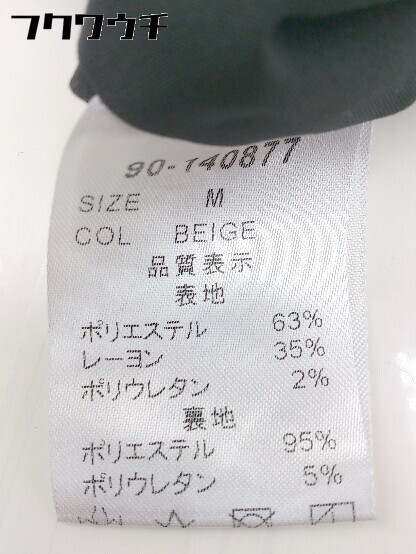 フクワウチ
90-140877
SIZE M
COL BEIGE
品質表示
表地
ポリエステル 63%
レーヨン 35%
ポリウレタン 2%
裏地
ポリエステル 95%
ポリウレタン 5%